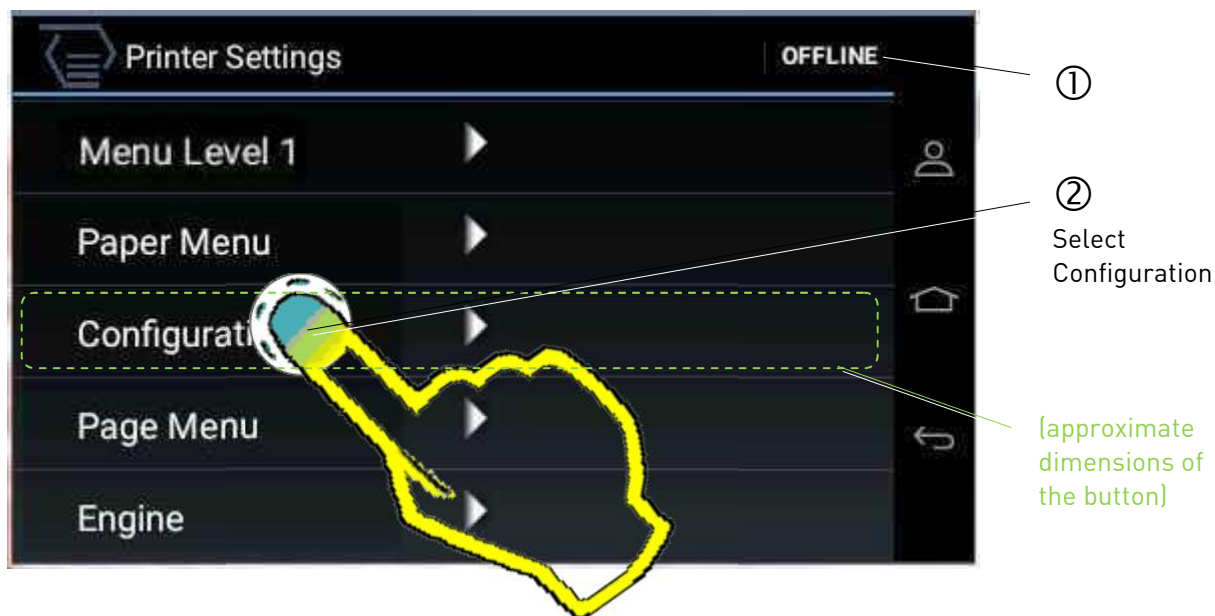 Printer Settings
OFFLINE
①
Menu Level 1
②
Select
Configuration
Paper Menu
Configurati
Page Menu
(approximate
dimensions of
the button)
Engine